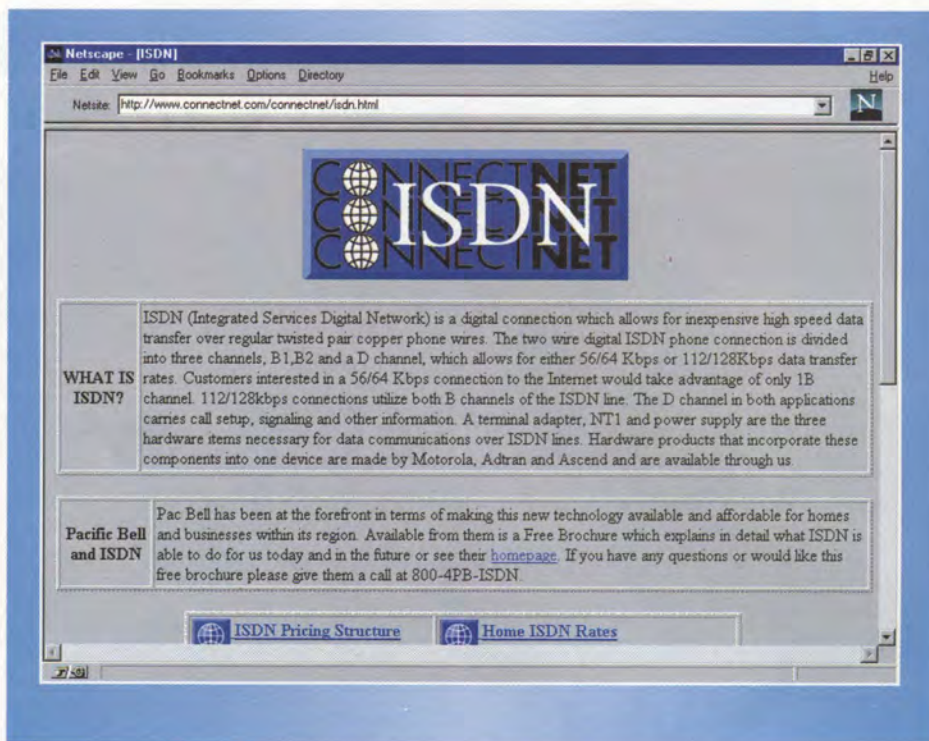 Netscape - [ISDN]
File Edit View Go Bookmarks Options Directory Help
Netsite: http://www.connectnet.com/connectnet/isdn.html
N
CONNECTNET
CONNECTNET
CONNECTNET
ISDN
WHAT IS ISDN?
ISDN (Integrated Services Digital Network) is a digital connection which allows for inexpensive high speed data
transfer over regular twisted pair copper phone wires. The two wire digital ISDN phone connection is divided
into three channels, B1,B2 and a D channel, which allows for either 56/64 Kbps or 112/128Kbps data transfer
rates. Customers interested in a 56/64 Kbps connection to the Internet would take advantage of only 1B
channel. 112/128kbps connections utilize both B channels of the ISDN line. The D channel in both applications
carries call setup, signaling and other information. A terminal adapter, NT1 and power supply are the three
hardware items necessary for data communications over ISDN lines. Hardware products that incorporate these
components into one device are made by Motorola, Adtran and Ascend and are available through us.
Pacific Bell and ISDN
Pac Bell has been at the forefront in terms of making this new technology available and affordable for homes
and businesses within its region. Available from them is a Free Brochure which explains in detail what ISDN is
able to do for us today and in the future or see their homepage. If you have any questions or would like this
free brochure please give them a call at 800-4PB-ISDN.
ISDN Pricing Structure
Home ISDN Rates